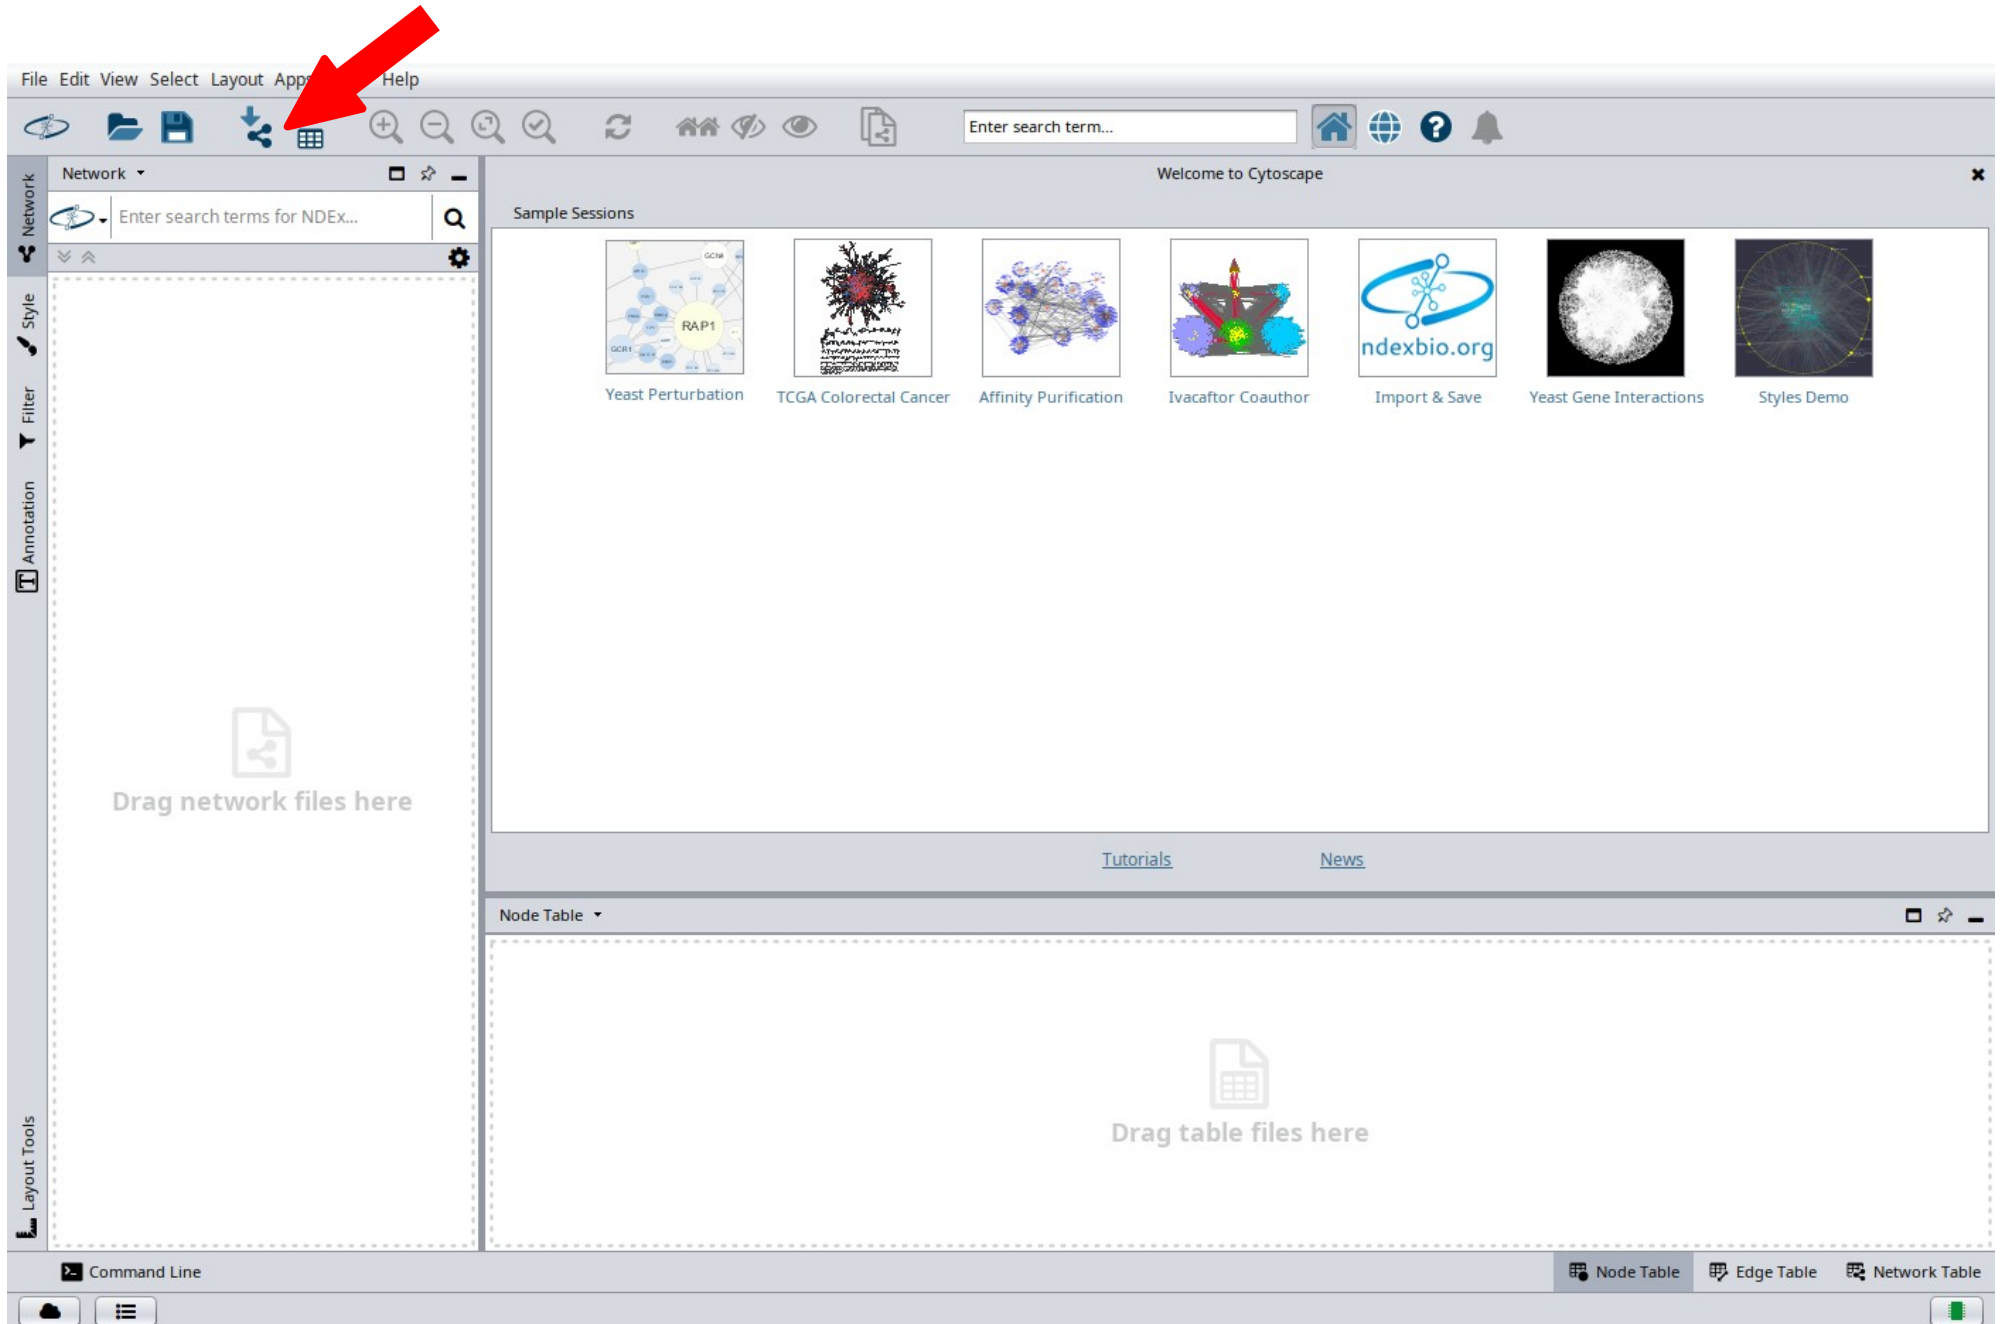 File Edit View Select Layout Apps Help
Enter search term...
Network
Enter search terms for NDEx...
Network
Style
Filter
Annotation
Layout Tools
Drag network files here
Welcome to Cytoscape
Sample Sessions
GCN4
RAP1
GCR1
ndexbio.org
Yeast Perturbation
TCGA Colorectal Cancer
Affinity Purification
Ivacaftor Coauthor
Import & Save
Yeast Gene Interactions
Styles Demo
Tutorials
News
Node Table
Drag table files here
Command Line
Node Table
Edge Table
Network Table